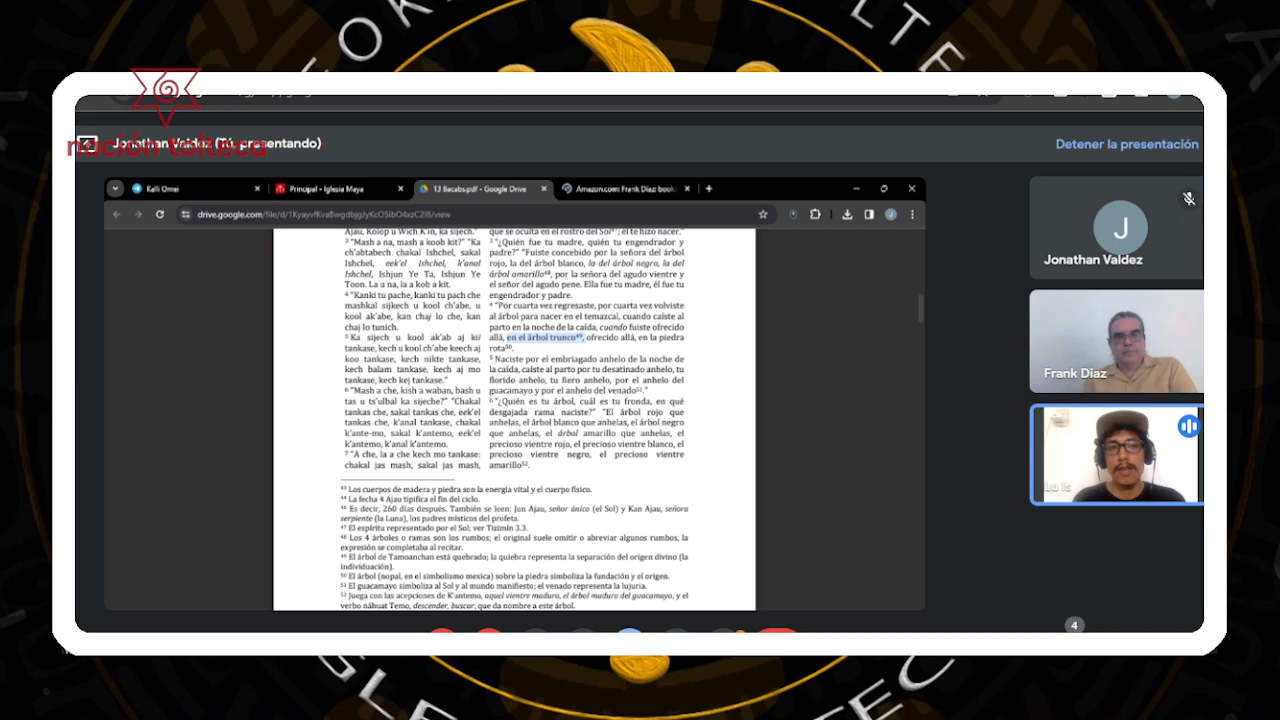 FOK
LTE
nación tolteca
Jonathan Valdez (Tú, presentando)
Detener la presentación
Kalli Omei
Principal - Iglesia Maya
13 Bacabs.pdf - Google Drive
Amazon.com: Frank Diaz: book
Ajau, Kolop u Wich K'in, ka sijech."
3 "Mash a na, mash a koob kit?" "Ka
ch'abtabech chakal Ishchel, sakal
Ishchel, eek'el Ishchel, k'anal
Ishchel, Ishjun Ye Ta, Ishjun Ye
Toon. La u na, la a kob a kit.
4 "Kanki tu pache, kanki tu pach che
mashkal sijkech u kool ch'abe, u
kool ak'abe, kan chaj lo che, kan
chaj lo tunich.
5 Ka sijech u kool ak'ab aj kii
tankase, kech u kool ch'abe keech aj
koo tankase, kech nikte tankase,
kech balam tankase, kech aj mo
tankase, kech kej tankase."
6 "Mash a che, kish a waban, bash u
tas u ts'ulbal ka sijeche?" "Chakal
tankas che, sakal tankas che, eek'el
tankas che, k'anal tankase, chakal
k'ante-mo, sakal k'antemo, eek'el
k'antemo, k'anal k'antemo.
7 "A che, la a che kech mo tankase:
chakal jas mash, sakal jas mash,
que se oculta en el rostro del Sol47; él te hizo nacer."
3 "¿Quién fue tu madre, quién tu engendrador y
padre?" "Fuiste concebido por la señora del árbol
rojo, la del árbol blanco, la del árbol negro, la del
árbol amarillo48, por la señora del agudo vientre y
el señor del agudo pene. Ella fue tu madre, él fue tu
engendrador y padre.
4 "Por cuarta vez regresaste, por cuarta vez volviste
al árbol para nacer en el temazcal, cuando caíste al
parto en la noche de la caída, cuando fuiste ofrecido
allá, en el árbol trunco49, ofrecido allá, en la piedra
rota50.
5 Naciste por el embriagado anhelo de la noche de
la caída, caíste al parto por tu desatinado anhelo, tu
florido anhelo, tu fiero anhelo, por el anhelo del
guacamayo y por el anhelo del venado51."
6 "¿Quién es tu árbol, cuál es tu fronda, en qué
desgajada rama naciste?" "El árbol rojo que
anhelas, el árbol blanco que anhelas, el árbol negro
que anhelas, el árbol amarillo que anhelas, el
precioso vientre rojo, el precioso vientre blanco, el
precioso vientre negro, el precioso vientre
amarillo52.
43 Los cuerpos de madera y piedra son la energía vital y el cuerpo físico.
44 La fecha 4 Ajau tipifica el fin del ciclo.
46 Es decir, 260 días después. También se leen: Jun Ajau, señor único (el Sol) y Kan Ajau, señora
serpiente (la Luna), los padres místicos del profeta.
47 El espíritu representado por el Sol; ver Tizimín 3.3.
48 Los 4 árboles o ramas son los rumbos; el original suele omitir o abreviar algunos rumbos, la
expresión se completaba al recitar.
49 El árbol de Tamoanchan está quebrado; la quiebra representa la separación del origen divino (la
individuación).
50 El árbol (nopal, en el simbolismo mexica) sobre la piedra simboliza la fundación y el origen.
51 El guacamayo simboliza al Sol y al mundo manifiesto; el venado representa la lujuria.
52 Juega con las acepciones de K'antemo, aquel vientre maduro, el árbol maduro del guacamayo, y el
verbo náhuat Temo, descender, buscar, que da nombre a este árbol.
J
Jonathan Valdez
Frank Diaz
Lu is
4
GLE
TEC